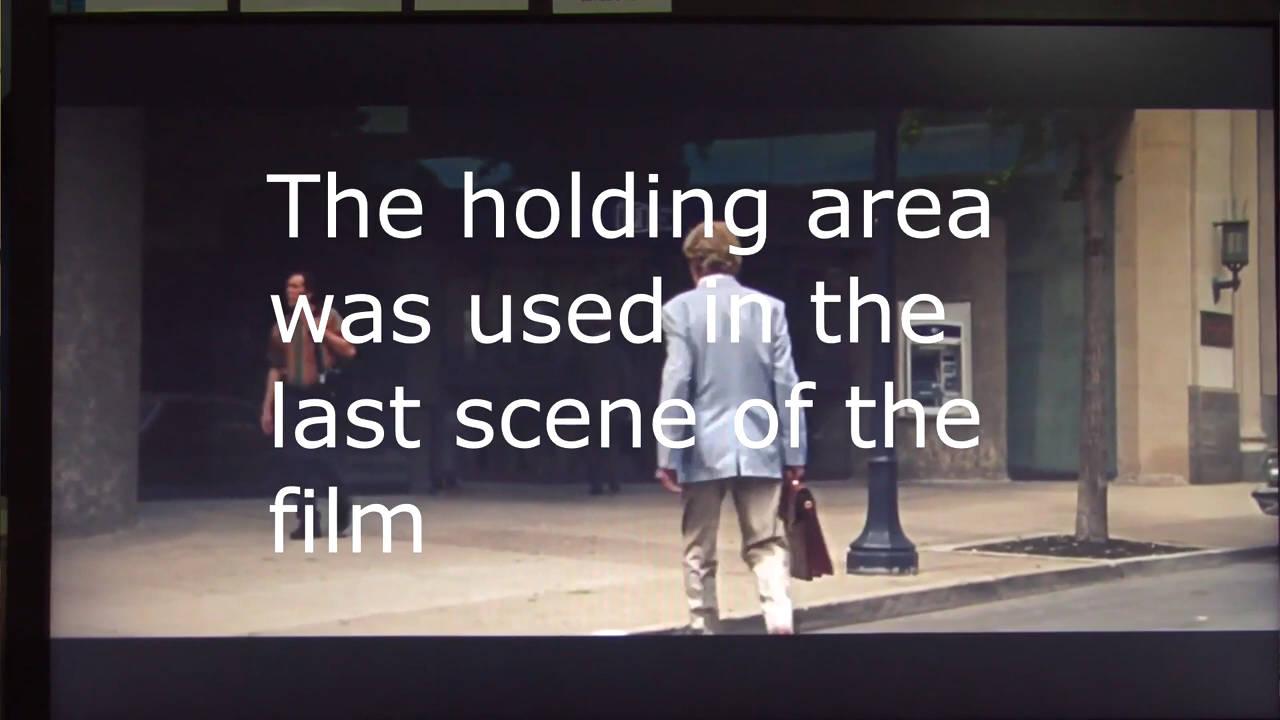 The holding area
was used in the
last scene of the
film